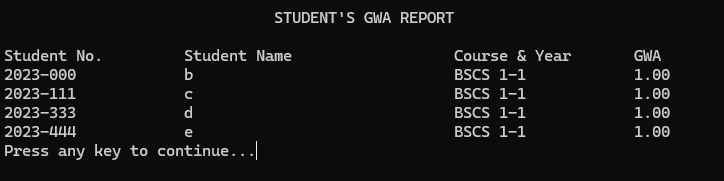 STUDENT'S GWA REPORT
Student No. Student Name Course & Year GWA
2023-000 b BSCS 1-1 1.00
2023-111 c BSCS 1-1 1.00
2023-333 d BSCS 1-1 1.00
2023-444 e BSCS 1-1 1.00
Press any key to continue...